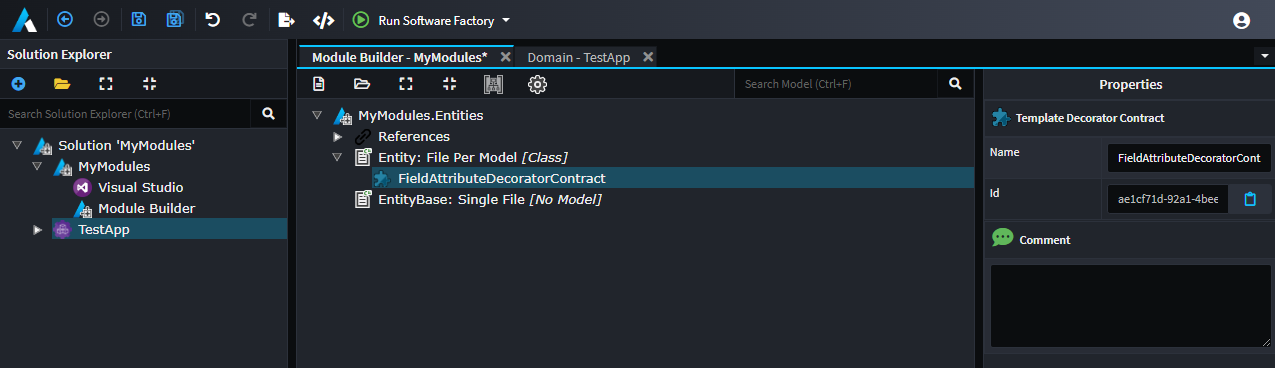 Run Software Factory
Solution Explorer
Module Builder - MyModules*
Domain - TestApp
Search Solution Explorer (Ctrl+F)
Solution 'MyModules'
MyModules
Visual Studio
Module Builder
TestApp
Search Model (Ctrl+F)
MyModules.Entities
References
Entity: File Per Model [Class]
FieldAttributeDecoratorContract
EntityBase: Single File [No Model]
Properties
Template Decorator Contract
Name
FieldAttributeDecoratorCont
Id
ae1cf71d-92a1-4bee
Comment